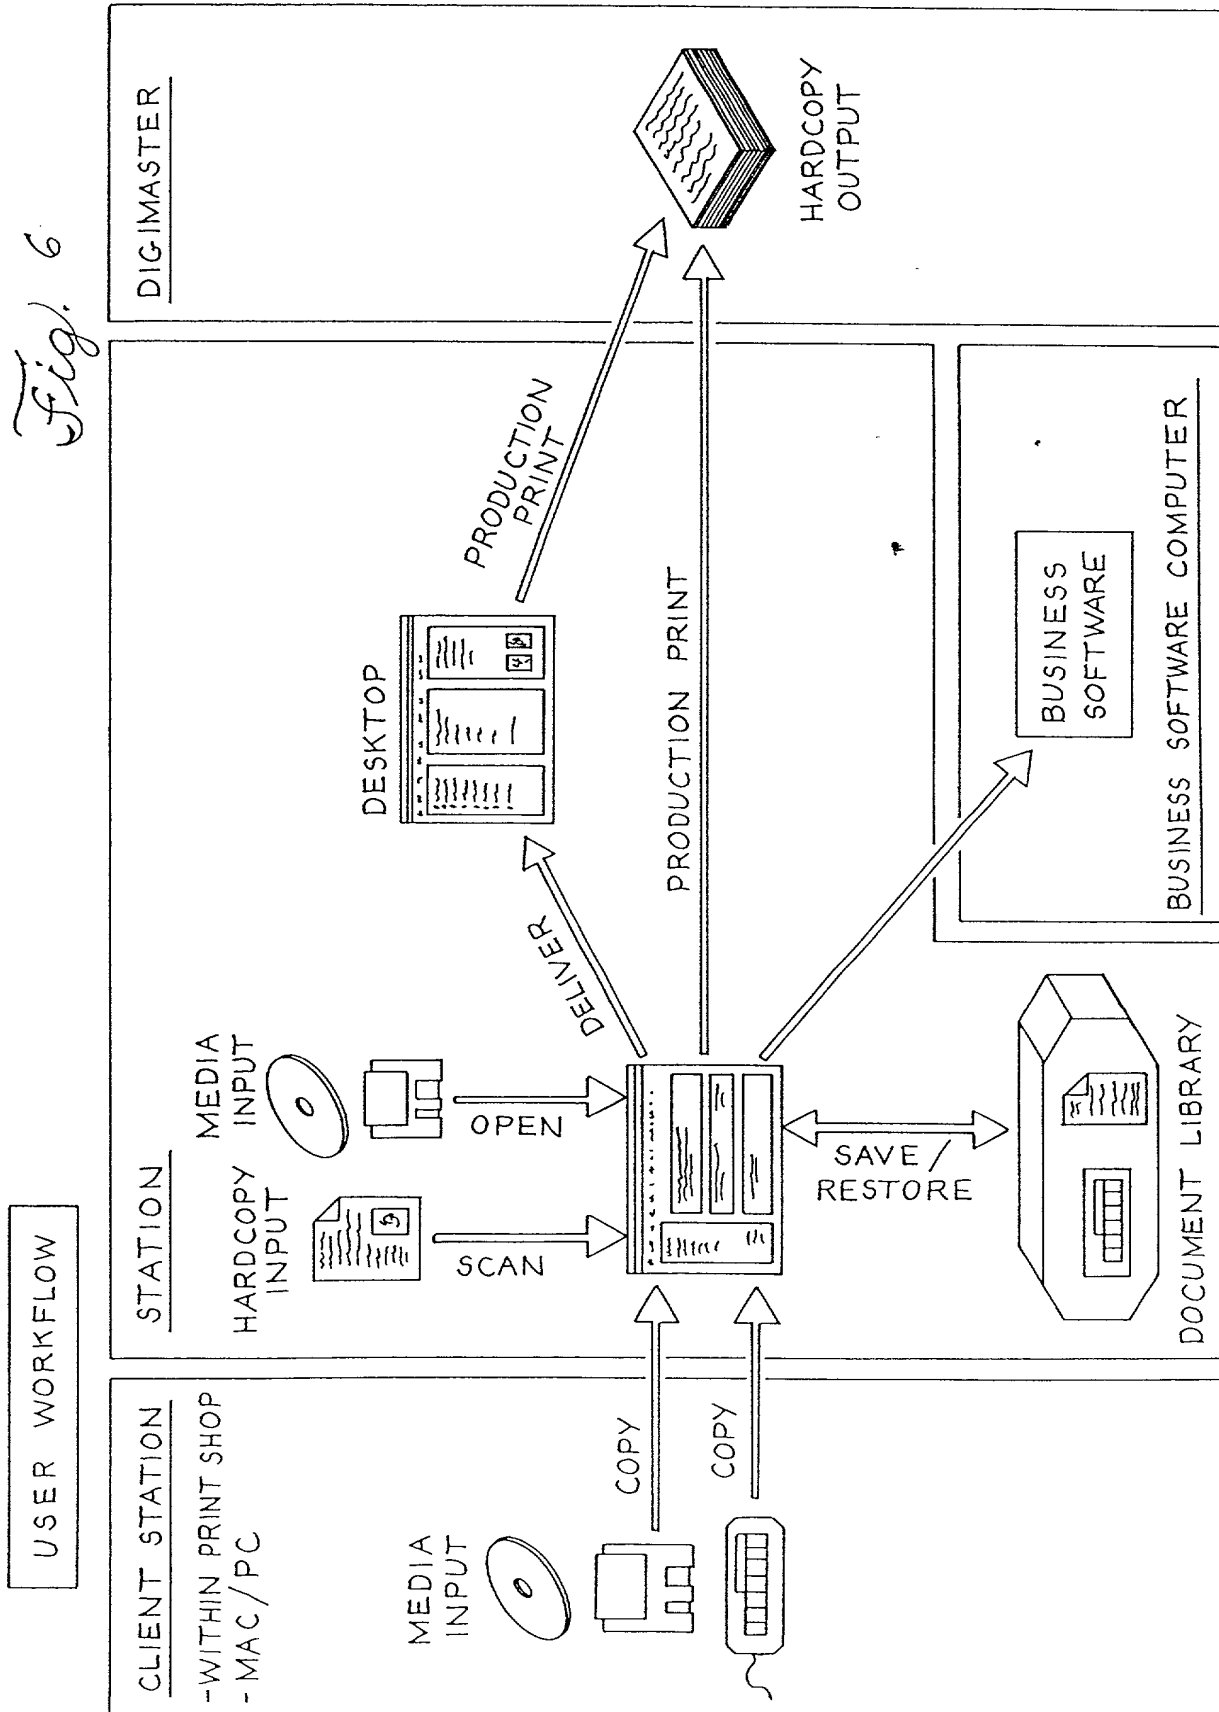 USER WORKFLOW
Fig. 6
CLIENT STATION
-WITHIN PRINT SHOP
- MAC/PC
MEDIA
INPUT
COPY
COPY
STATION
HARDCOPY
INPUT
SCAN
MEDIA
INPUT
OPEN
DELIVER
DESKTOP
PRODUCTION
PRINT
PRODUCTION PRINT
SAVE/
RESTORE
DOCUMENT LIBRARY
BUSINESS
SOFTWARE
BUSINESS SOFTWARE COMPUTER
DIGIMASTER
HARDCOPY
OUTPUT